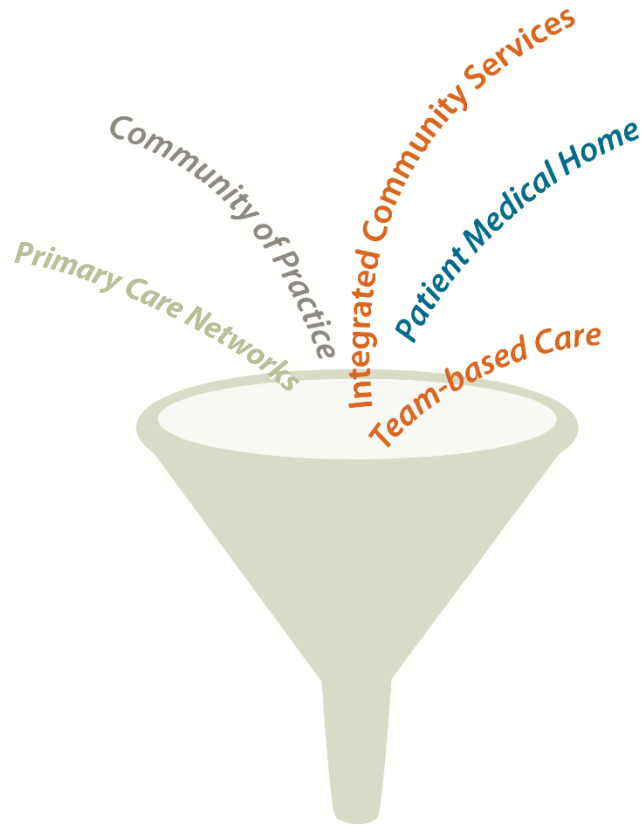 Primary Care Networks
Community of Practice
Integrated Community Services
Patient Medical Home
Team-based Care